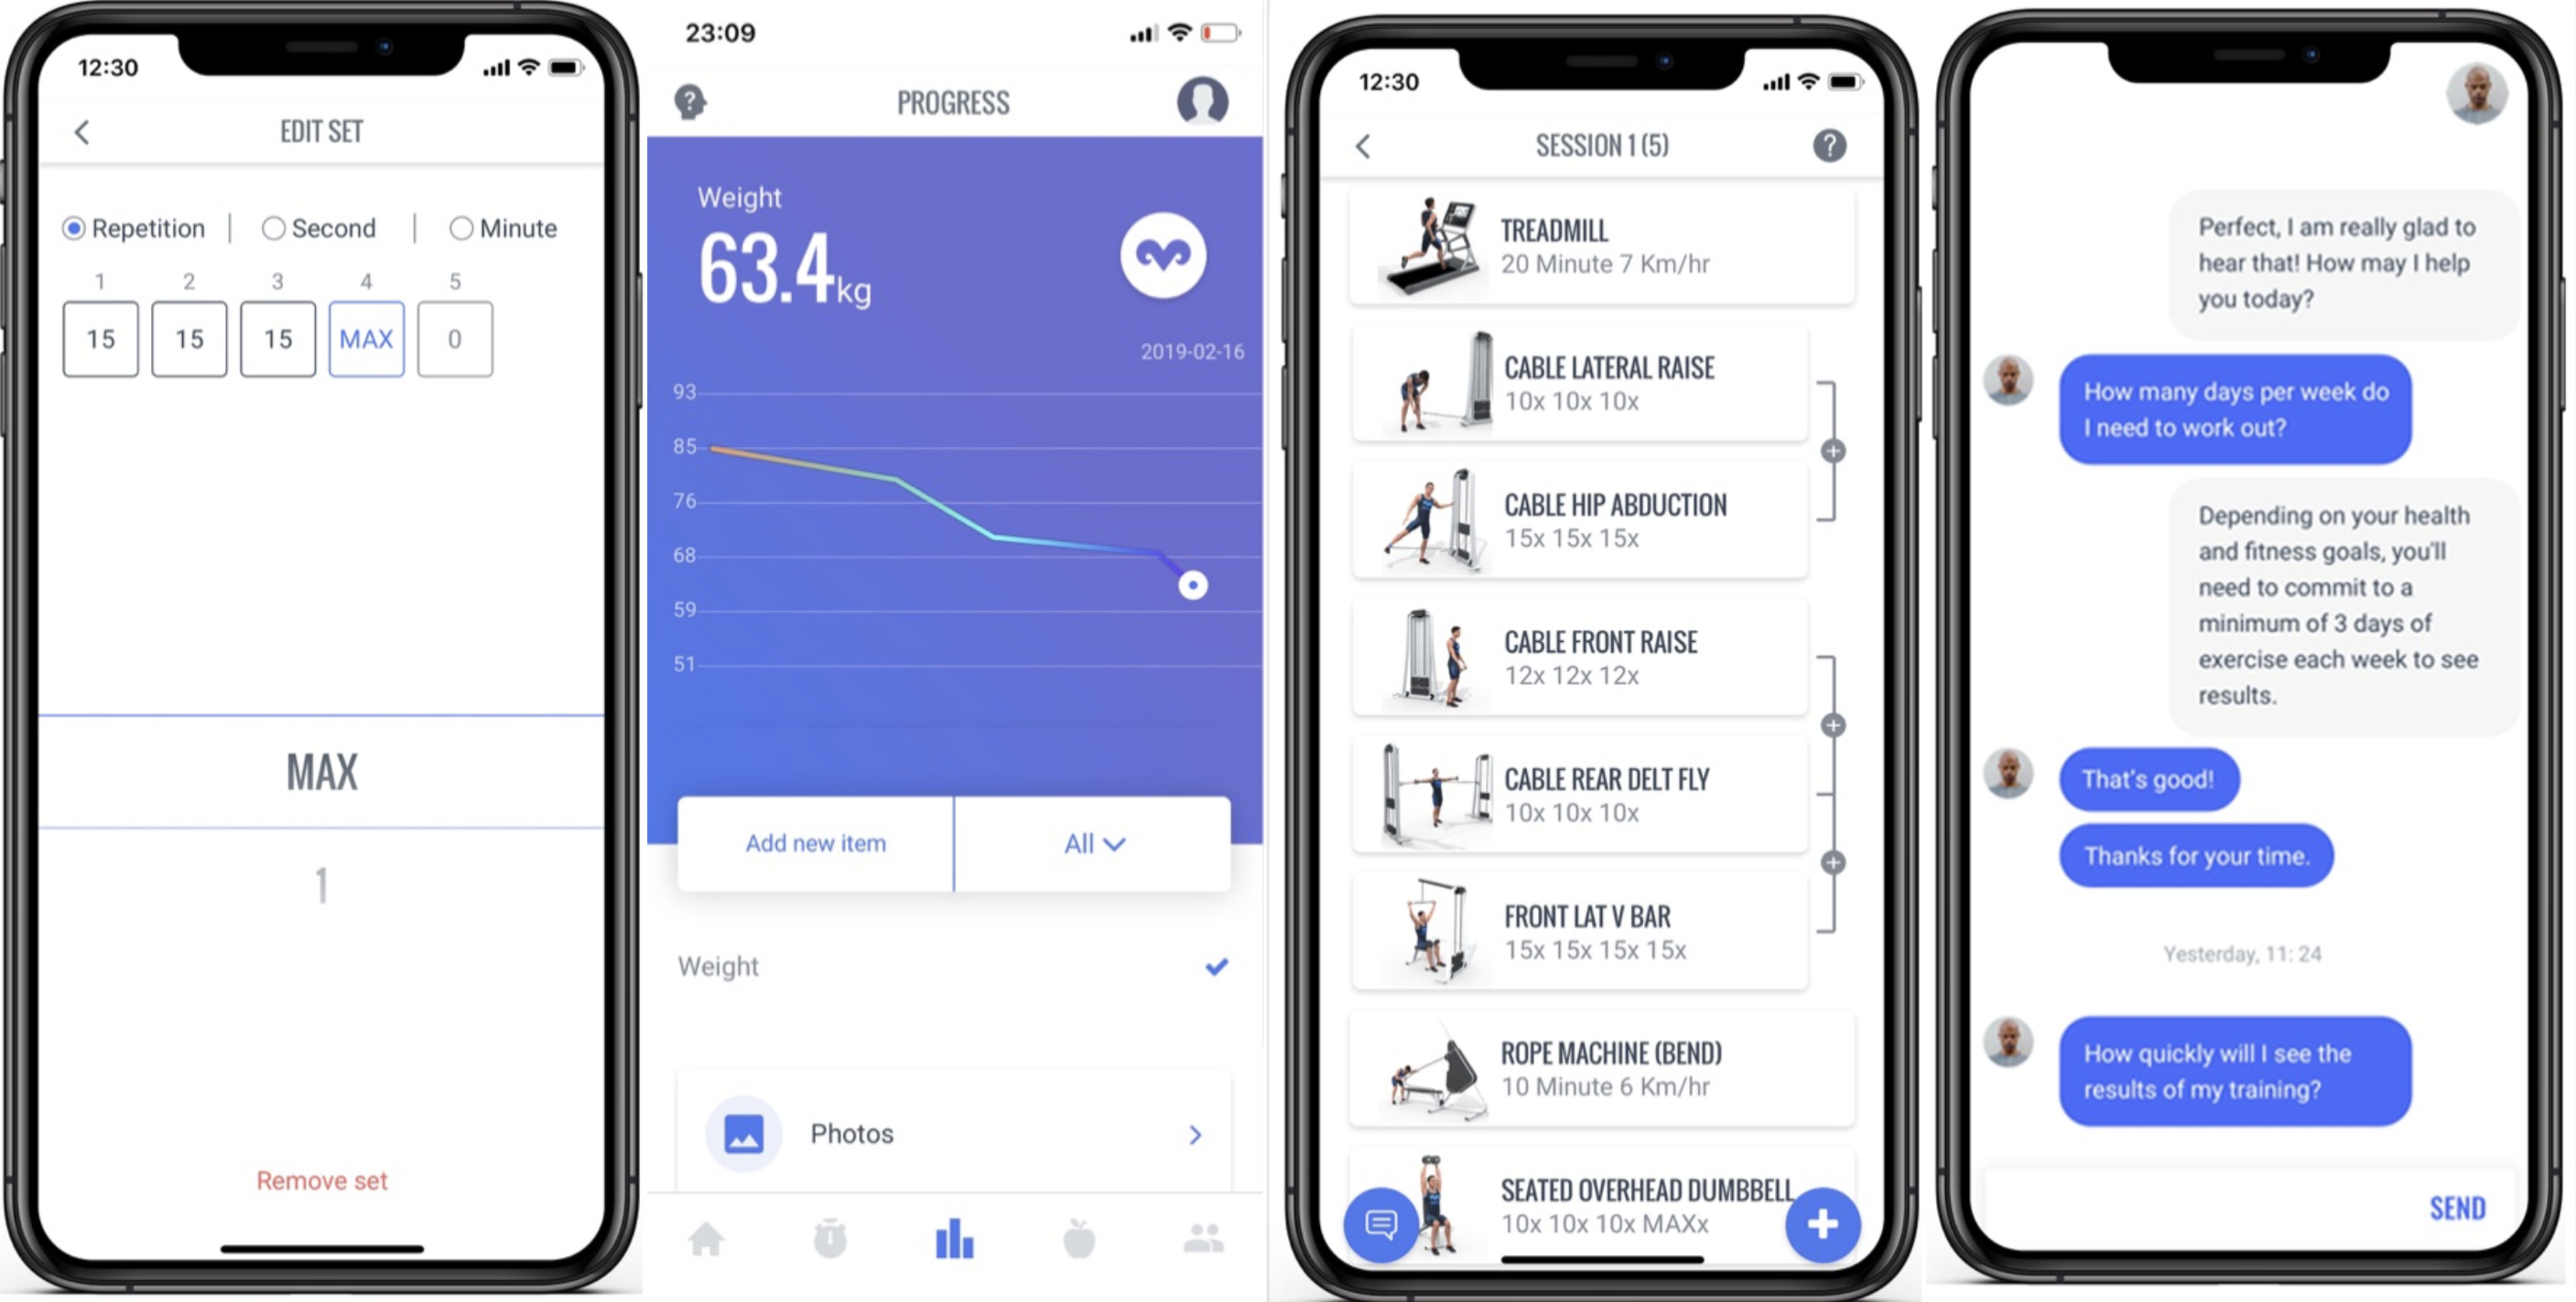 12:30
EDIT SET
Repetition | Second | Minute
1 2 3 4 5
15 15 15 MAX 0
MAX
1
Remove set
23:09
?
PROGRESS
Weight
63.4kg
2019-02-16
93
85
76
68
59
51
Add new item
All
Weight
Photos
12:30
SESSION 1 (5)
?
TREADMILL
20 Minute 7 Km/hr
CABLE LATERAL RAISE
10x 10x 10x
CABLE HIP ABDUCTION
15x 15x 15x
CABLE FRONT RAISE
12x 12x 12x
CABLE REAR DELT FLY
10x 10x 10x
FRONT LAT V BAR
15x 15x 15x 15x
ROPE MACHINE (BEND)
10 Minute 6 Km/hr
SEATED OVERHEAD DUMBBELL
10x 10x 10x MAXx
Perfect, I am really glad to
hear that! How may I help
you today?
How many days per week do
I need to work out?
Depending on your health
and fitness goals, you'll
need to commit to a
minimum of 3 days of
exercise each week to see
results.
That's good!
Thanks for your time.
Yesterday, 11: 24
How quickly will I see the
results of my training?
SEND